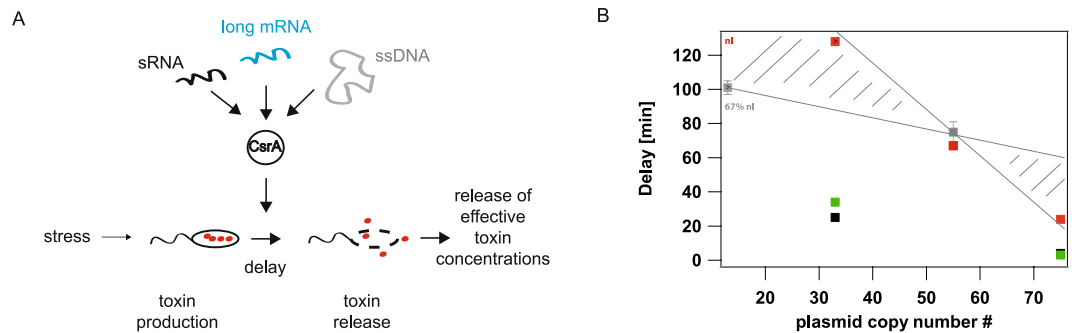 A
long mRNA
sRNA
ssDNA
CsrA
stress
delay
release of
effective
toxin
concentrations
toxin
production
toxin
release
B
nl
67% nl
Delay [min]
120
100
80
60
40
20
0
20
30
40
50
60
70
plasmid copy number #